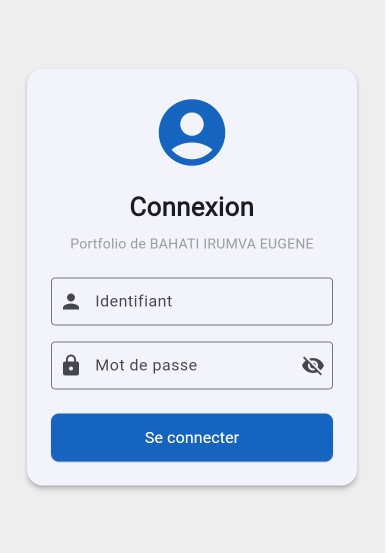 Connexion
Portfolio de BAHATI IRUMVA EUGENE
Identifiant
Mot de passe
Se connecter